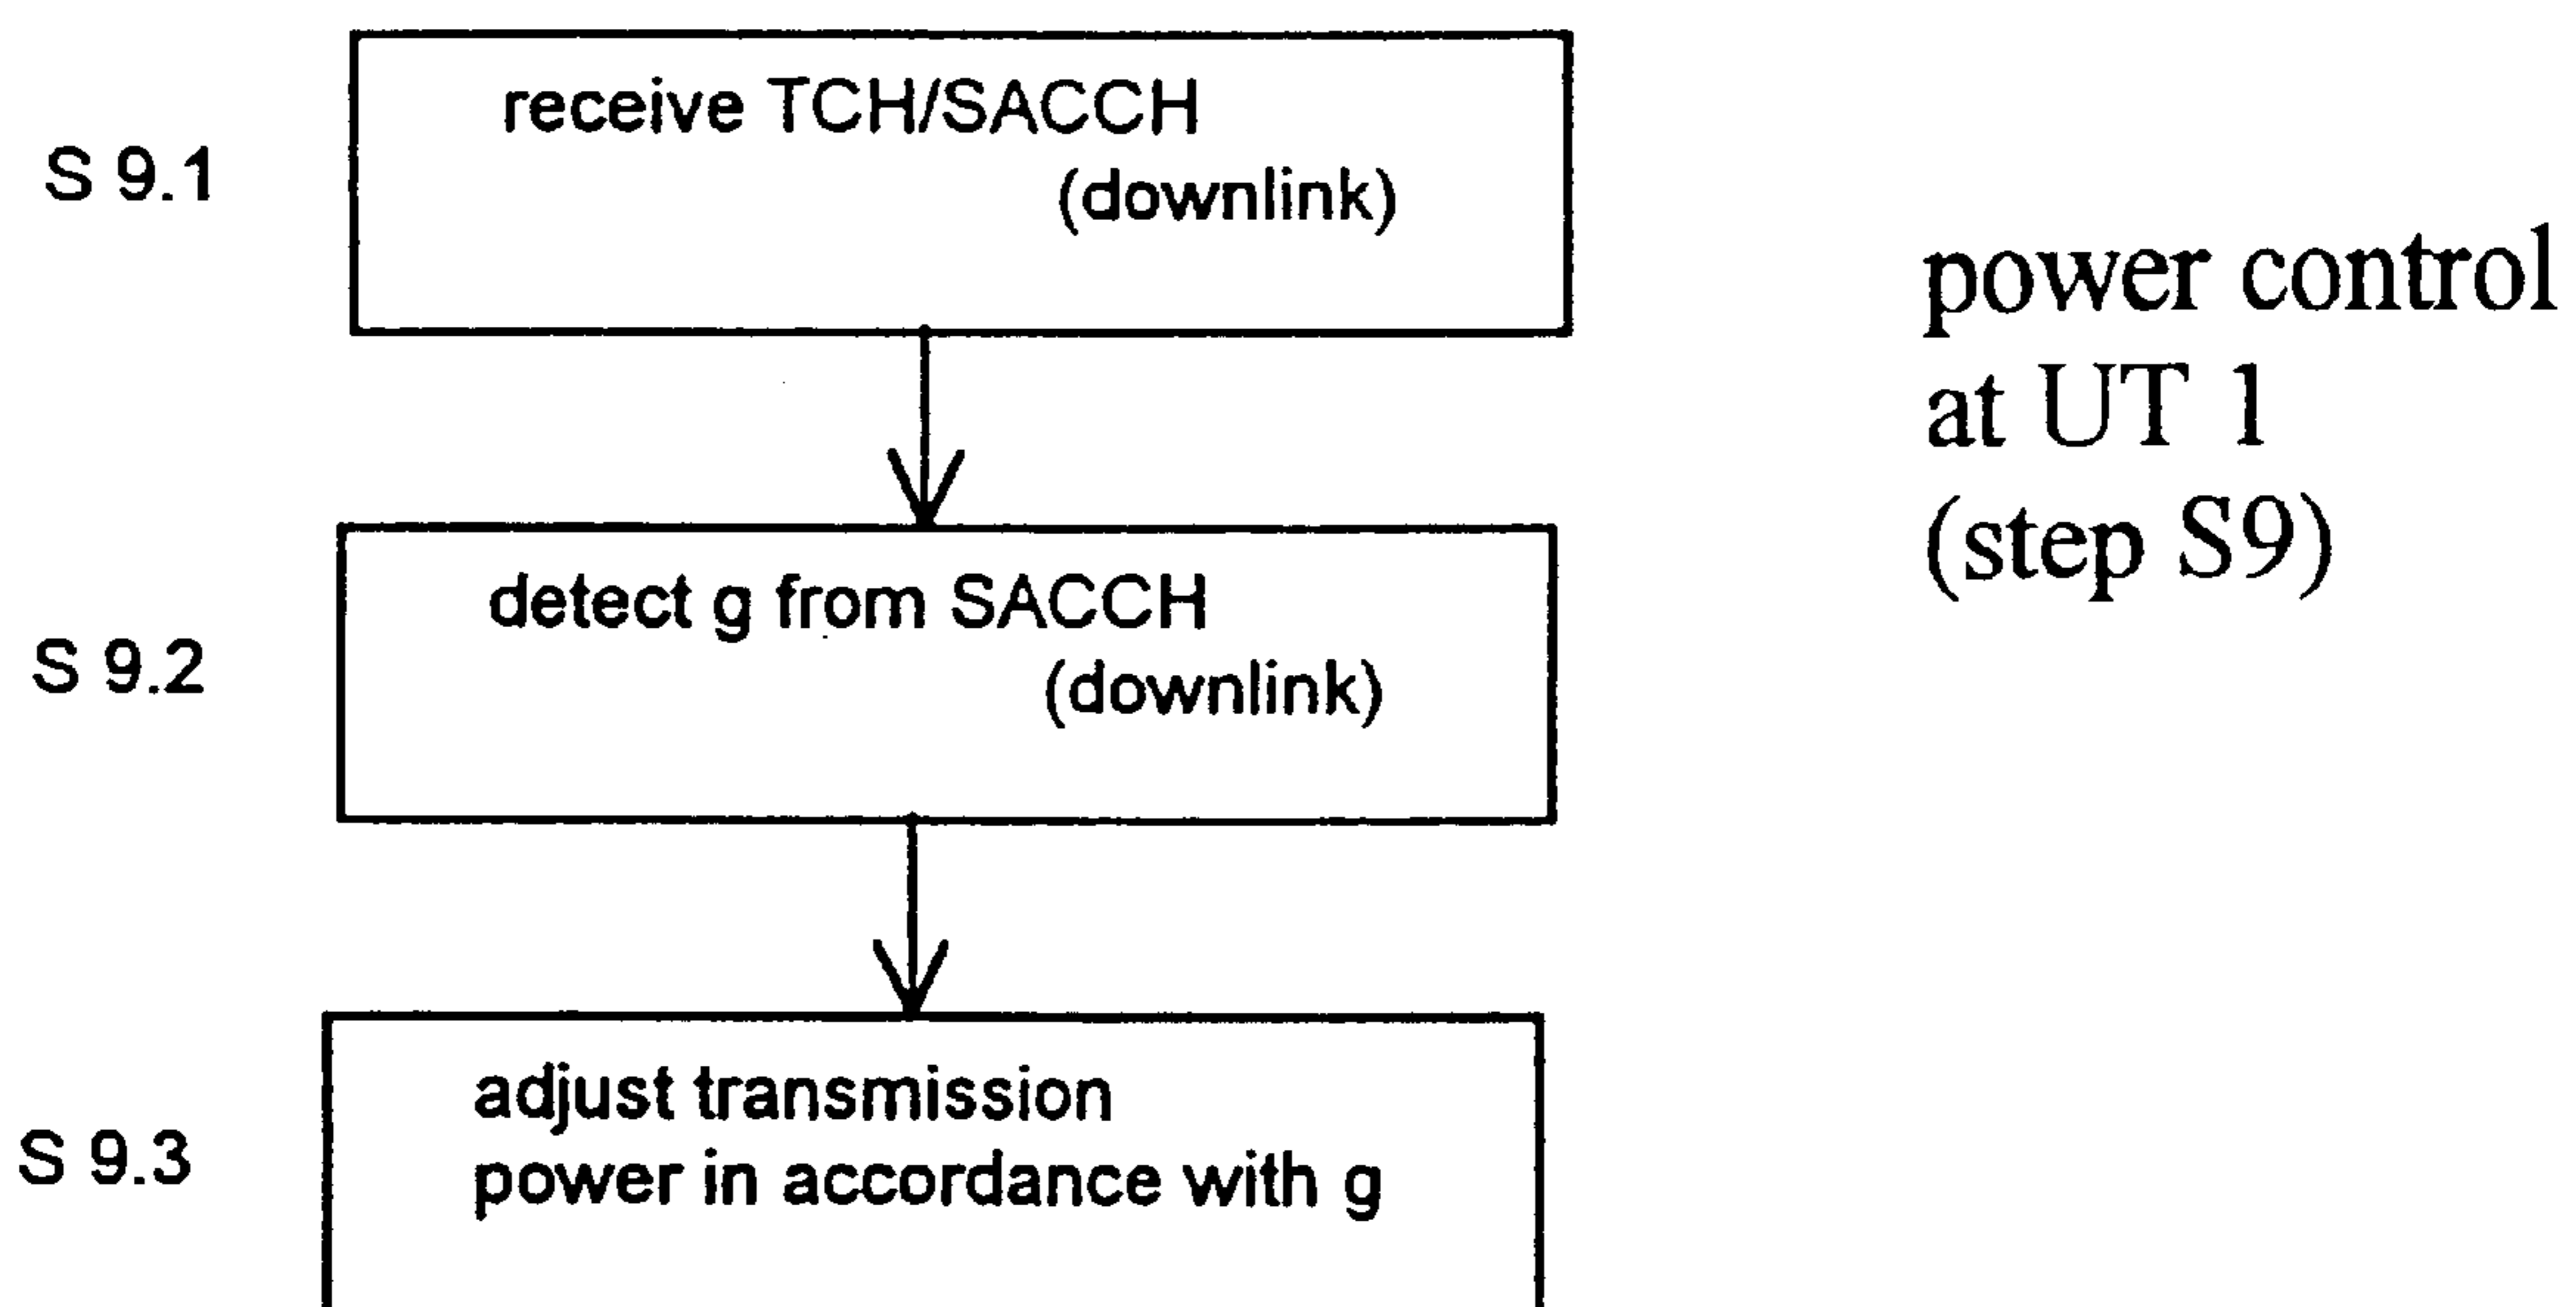 S 9.1
receive TCH/SACCH
(downlink)
power control
at UT 1
(step S9)
S 9.2
detect g from SACCH
(downlink)
S 9.3
adjust transmission
power in accordance with g